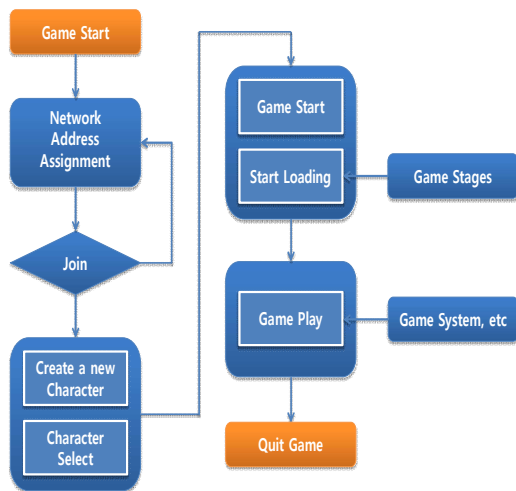 Game Start
Network
Address
Assignment
Join
Create a new
Character
Character
Select
Game Start
Start Loading
Game Stages
Game Play
Game System, etc
Quit Game